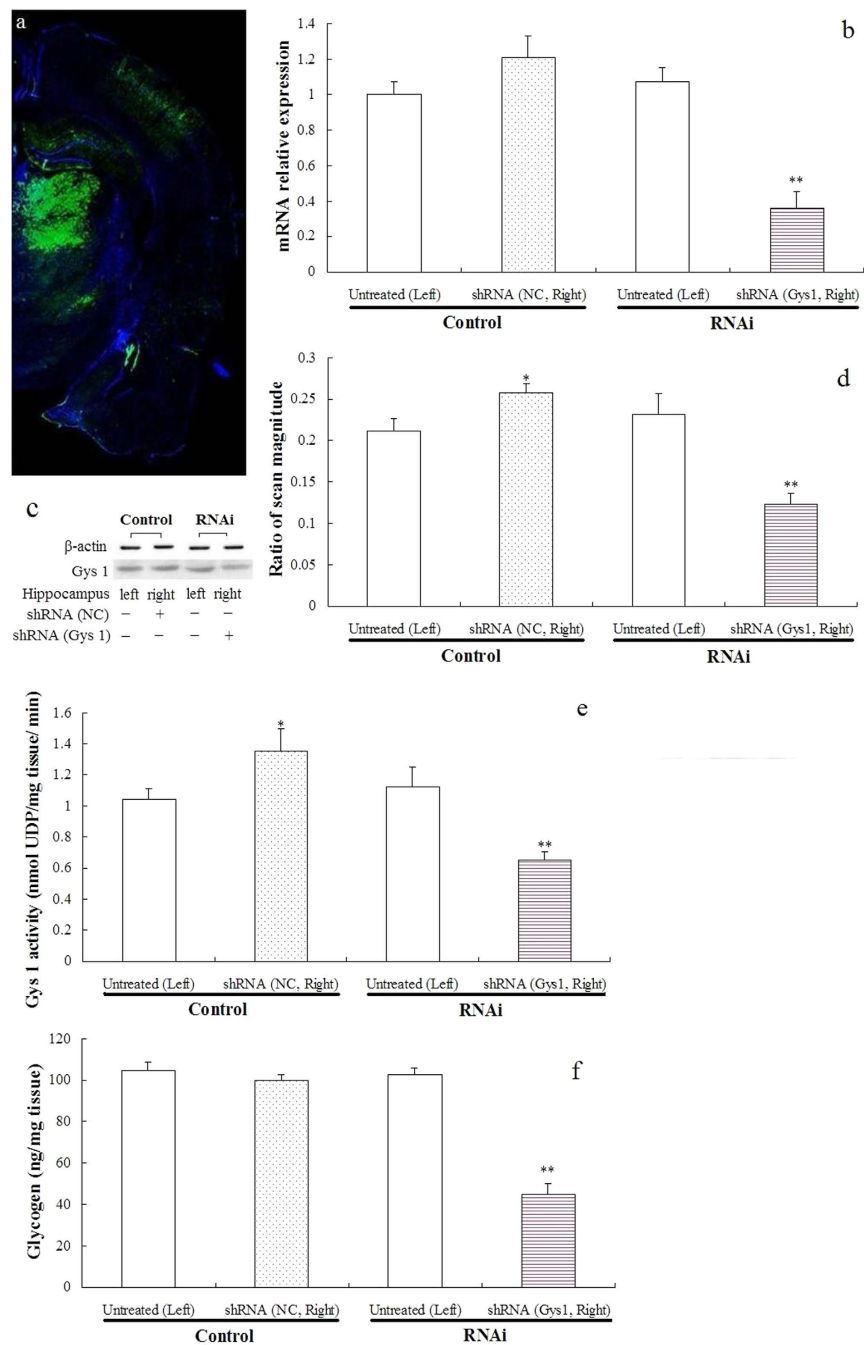 a
b
mRNA relative expression
1.4
1.2
1
0.8
0.6
0.4
0.2
0
**
Untreated (Left) shRNA (NC, Right) Untreated (Left) shRNA (Gys1, Right)
Control RNAi
c
Control RNAi
β-actin
Gys 1
Hippocampus left right left right
shRNA (NC) – + – –
shRNA (Gys 1) – – – +
d
Ratio of scan magnitude
0.3
0.25
0.2
0.15
0.1
0.05
0
*
**
Untreated (Left) shRNA (NC, Right) Untreated (Left) shRNA (Gys1, Right)
Control RNAi
e
Gys 1 activity (nmol UDP/mg tissue/ min)
1.6
1.4
1.2
1
0.8
0.6
0.4
0.2
0
*
**
Untreated (Left) shRNA (NC, Right) Untreated (Left) shRNA (Gys1, Right)
Control RNAi
f
Glycogen (ng/mg tissue)
120
100
80
60
40
20
0
**
Untreated (Left) shRNA (NC, Right) Untreated (Left) shRNA (Gys1, Right)
Control RNAi